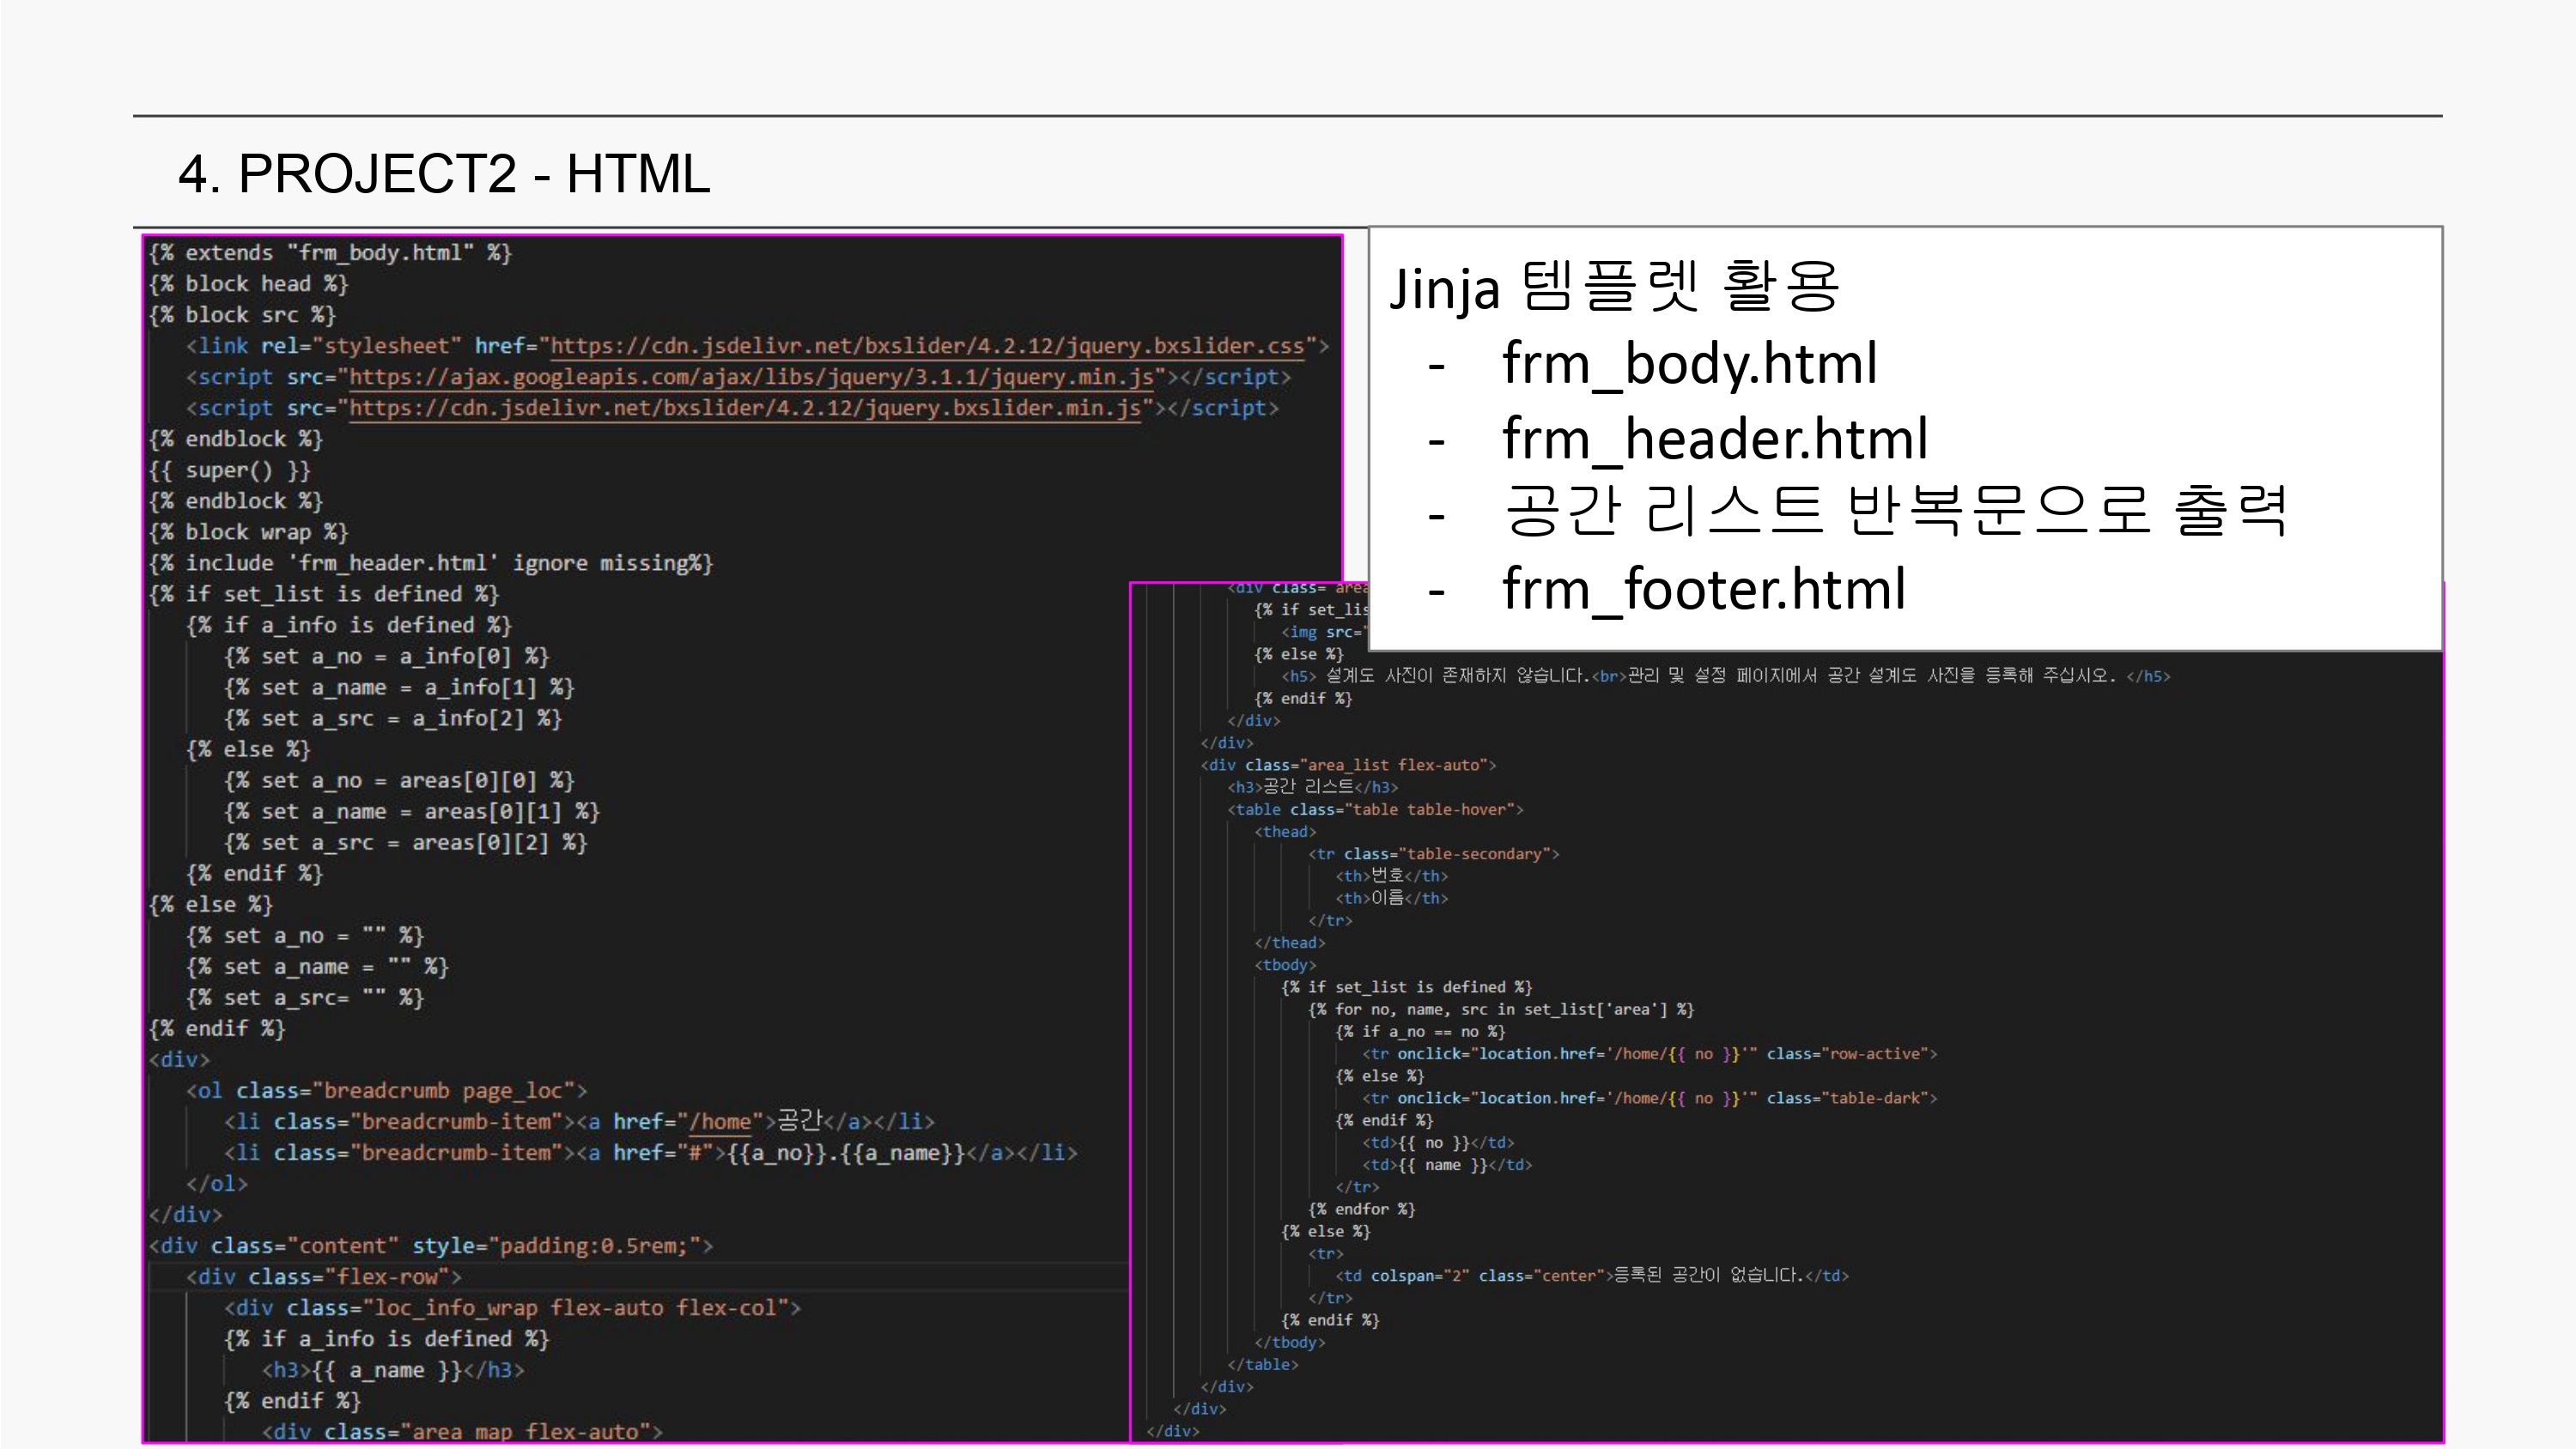 4. PROJECT2 - HTML
{% extends "frm_body.html" %}
{% block head %}
{% block src %}
<link rel="stylesheet" href="https://cdn.jsdelivr.net/bxslider/4.2.12/jquery.bxslider.css">
<script src="https://ajax.googleapis.com/ajax/libs/jquery/3.1.1/jquery.min.js"></script>
<script src="https://cdn.jsdelivr.net/bxslider/4.2.12/jquery.bxslider.min.js"></script>
{% endblock %}
{{ super() }}
{% endblock %}
{% block wrap %}
{% include 'frm_header.html' ignore missing%}
{% if set_list is defined %}
{% if a_info is defined %}
{% set a_no = a_info[0] %}
{% set a_name = a_info[1] %}
{% set a_src = a_info[2] %}
{% else %}
{% set a_no = areas[0][0] %}
{% set a_name = areas[0][1] %}
{% set a_src = areas[0][2] %}
{% endif %}
{% else %}
{% set a_no = "" %}
{% set a_name = "" %}
{% set a_src= "" %}
{% endif %}
<div>
<ol class="breadcrumb page_loc">
<li class="breadcrumb-item"><a href="/home">공간</a></li>
<li class="breadcrumb-item"><a href="#">{{a_no}}.{{a_name}}</a></li>
</ol>
</div>
<div class="content" style="padding:0.5rem;">
<div class="flex-row">
<div class="loc_info_wrap flex-auto flex-col">
{% if a_info is defined %}
<h3>{{ a_name }}</h3>
{% endif %}
<div class="area_map flex-auto">
Jinja 템플렛 활용
- frm_body.html
- frm_header.html
- 공간 리스트 반복문으로 출력
- frm_footer.html
<div class="area
{% if set_lis
<img src="
{% else %}
<h5> 설계도 사진이 존재하지 않습니다.<br>관리 및 설정 페이지에서 공간 설계도 사진을 등록해 주십시오. </h5>
{% endif %}
</div>
</div>
<div class="area_list flex-auto">
<h3>공간 리스트</h3>
<table class="table table-hover">
<thead>
<tr class="table-secondary">
<th>번호</th>
<th>이름</th>
</tr>
</thead>
<tbody>
{% if set_list is defined %}
{% for no, name, src in set_list['area'] %}
{% if a_no == no %}
<tr onclick="location.href='/home/{{ no }}'" class="row-active">
{% else %}
<tr onclick="location.href='/home/{{ no }}'" class="table-dark">
{% endif %}
<td>{{ no }}</td>
<td>{{ name }}</td>
</tr>
{% endfor %}
{% else %}
<tr>
<td colspan="2" class="center">등록된 공간이 없습니다.</td>
</tr>
{% endif %}
</tbody>
</table>
</div>
</div>
</div>